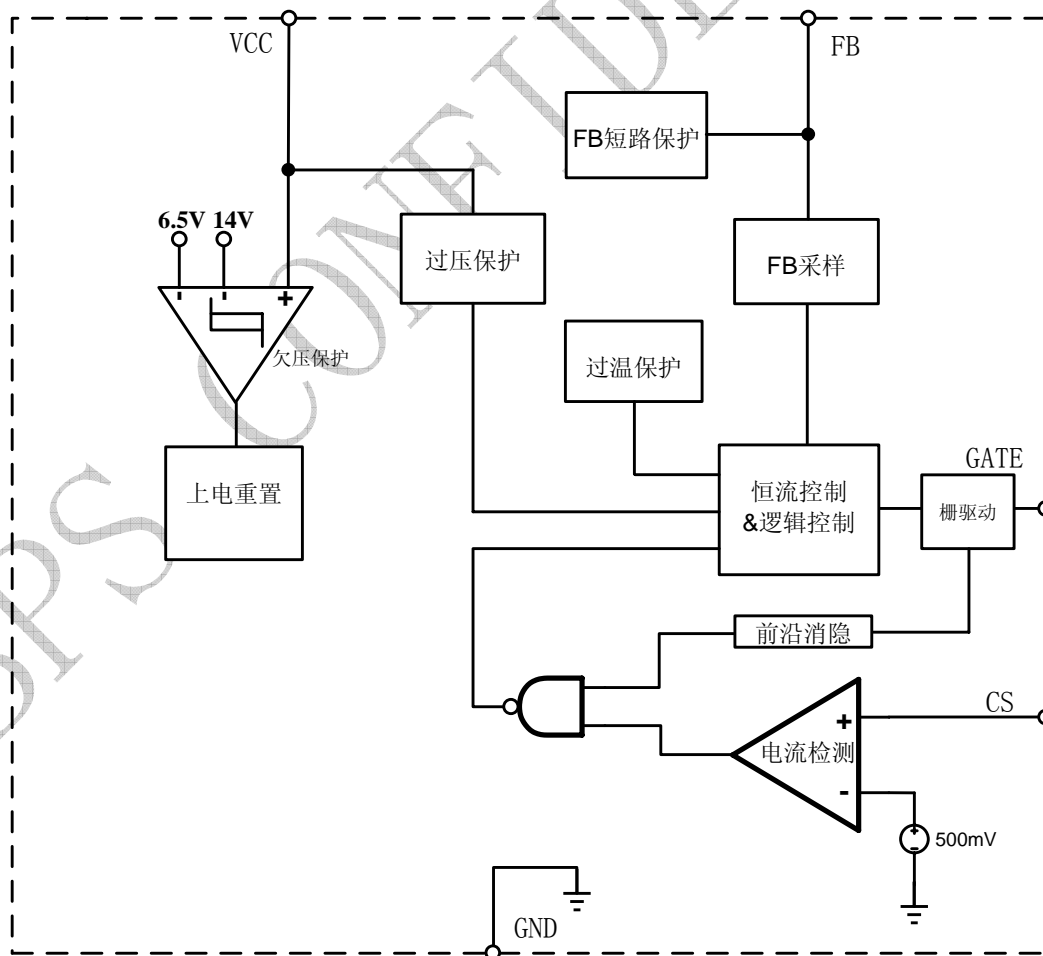 VCC
FB
FB短路保护
6.5V 14V
过压保护
FB采样
- - +
欠压保护
过温保护
上电重置
恒流控制
&逻辑控制
GATE
栅驱动
前沿消隐
CS
+
电流检测
-
+
-
500mV
GND
PS CONFID